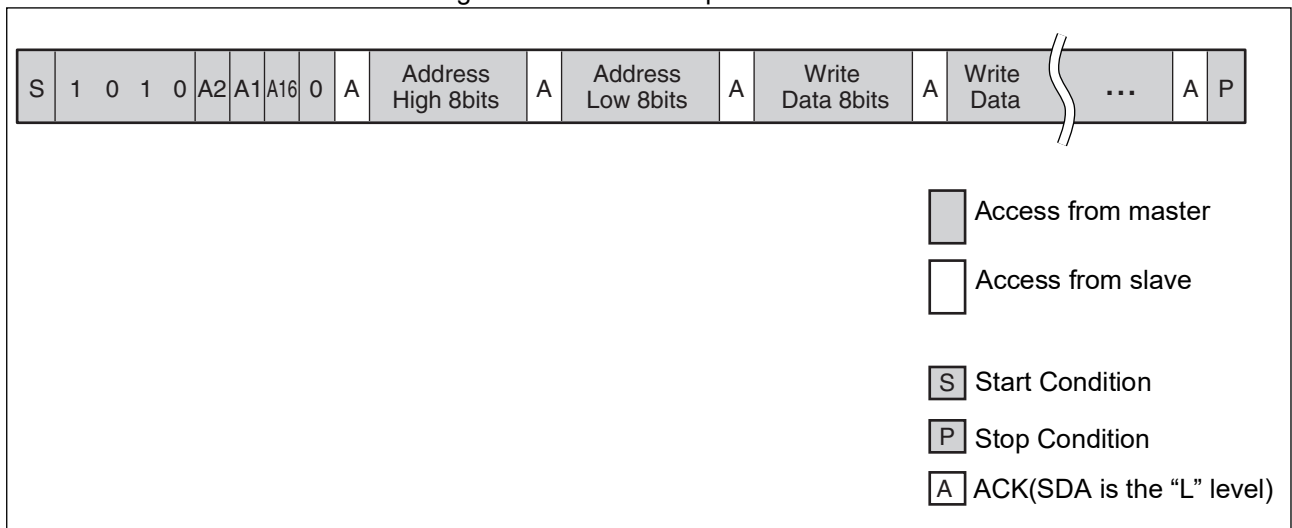 S 1 0 1 0 A2 A1 A16 0 A Address High 8bits A Address Low 8bits A Write Data 8bits A Write Data ... A P
Access from master
Access from slave
S Start Condition
P Stop Condition
A ACK(SDA is the “L” level)